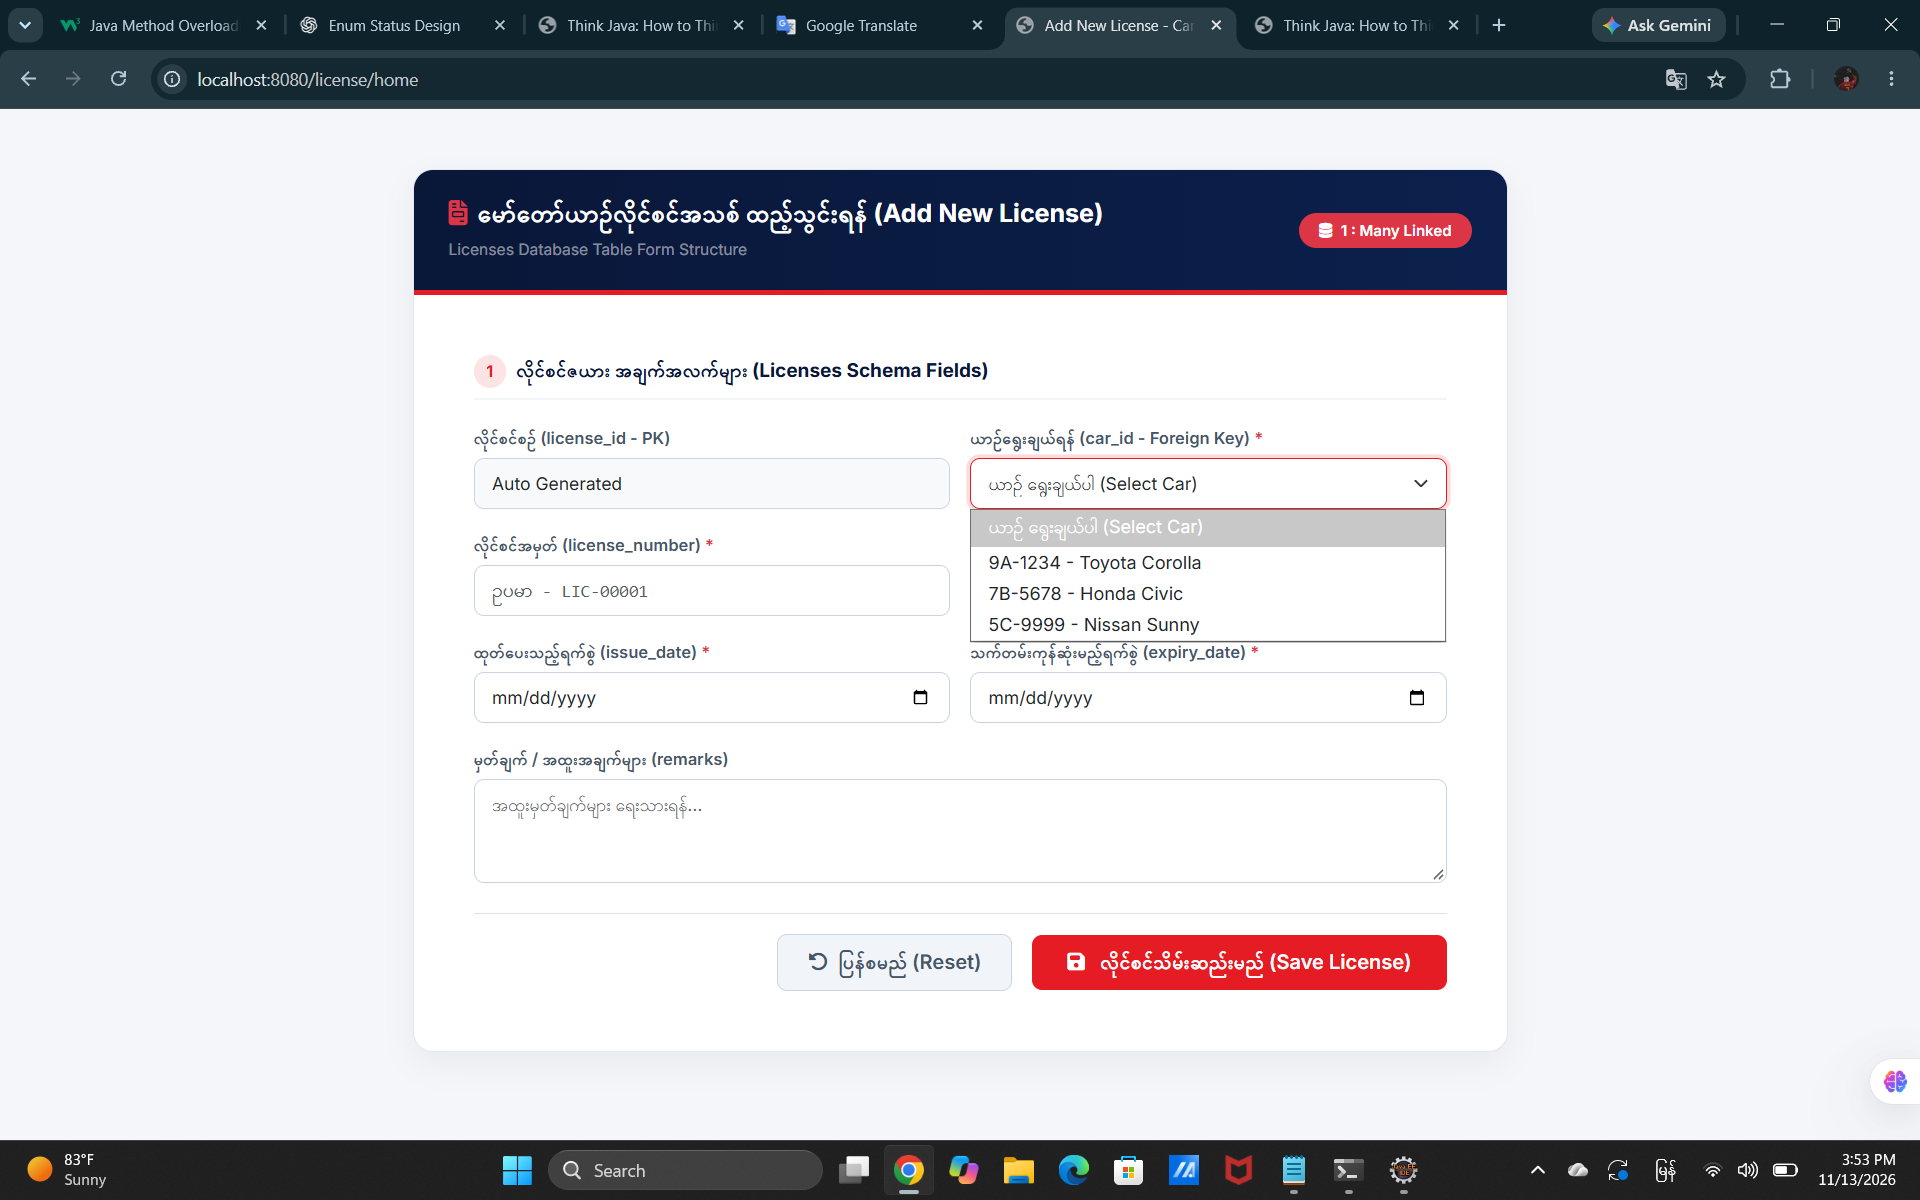 Java Method Overload
Enum Status Design
Think Java: How to Thi
Google Translate
Add New License - Car
Think Java: How to Thi
Ask Gemini
localhost:8080/license/home
မော်တော်ယာဉ်လိုင်စင်အသစ် ထည့်သွင်းရန် (Add New License)
Licenses Database Table Form Structure
1 : Many Linked
1 လိုင်စင်ဇယား အချက်အလက်များ (Licenses Schema Fields)
လိုင်စင်စဉ် (license_id - PK)
Auto Generated
ယာဉ်ရွေးချယ်ရန် (car_id - Foreign Key) *
ယာဉ် ရွေးချယ်ပါ (Select Car)
ယာဉ် ရွေးချယ်ပါ (Select Car)
9A-1234 - Toyota Corolla
7B-5678 - Honda Civic
5C-9999 - Nissan Sunny
လိုင်စင်အမှတ် (license_number) *
ဥပမာ - LIC-00001
ထုတ်ပေးသည့်ရက်စွဲ (issue_date) *
mm/dd/yyyy
သက်တမ်းကုန်ဆုံးမည့်ရက်စွဲ (expiry_date) *
mm/dd/yyyy
မှတ်ချက် / အထူးအချက်များ (remarks)
အထူးမှတ်ချက်များ ရေးသားရန်...
ပြန်စမည် (Reset)
လိုင်စင်သိမ်းဆည်းမည် (Save License)
83°F
Sunny
Search
မြန်
3:53 PM
11/13/2026